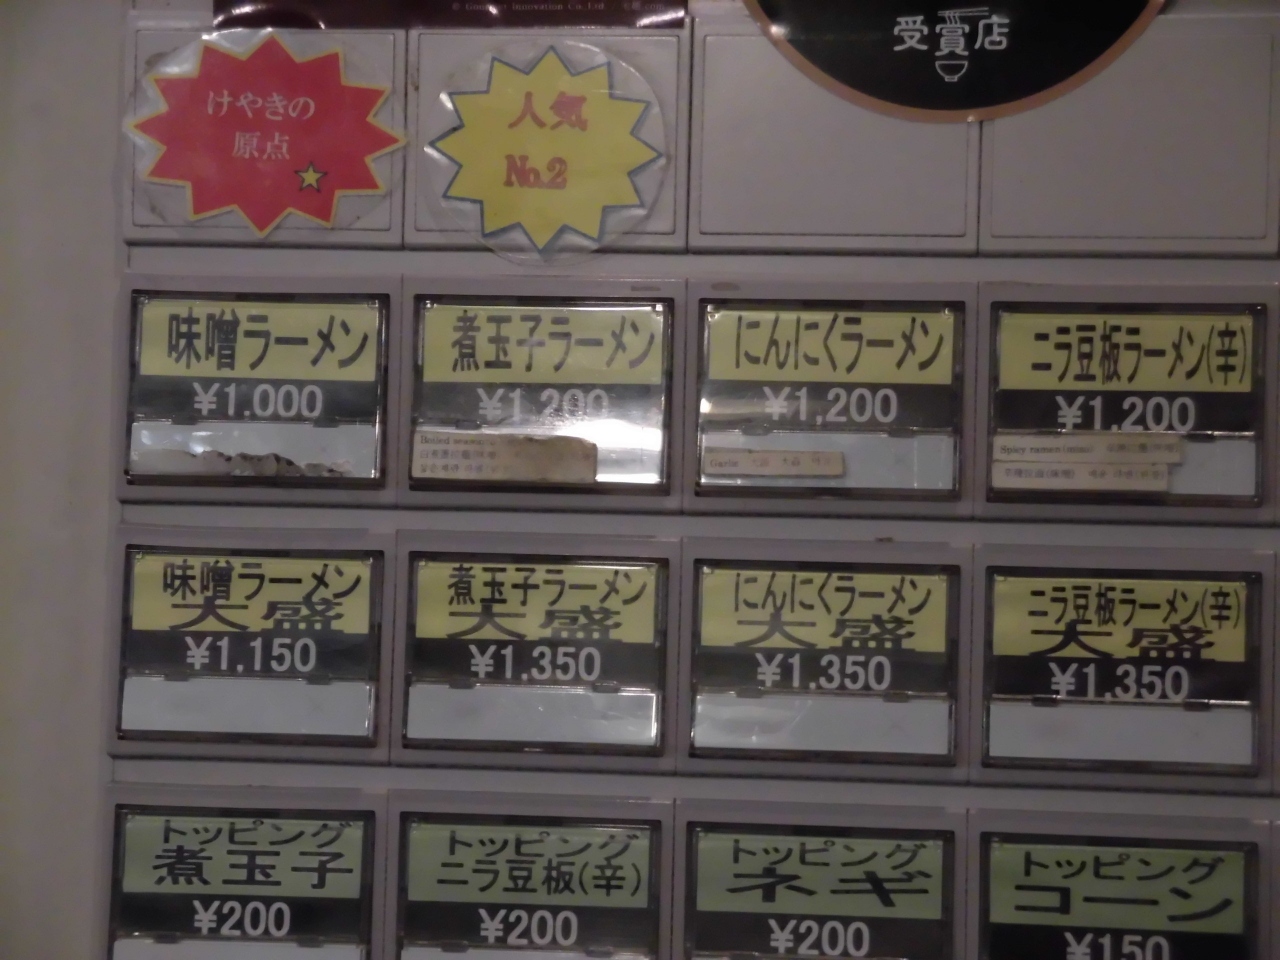 受賞店
けやきの
原点
人気
No.2
味噌ラーメン
¥1,000
煮玉子ラーメン
¥1,200
Boiled
にんにくラーメン
¥1,200
Garlic
ニラ豆板ラーメン(辛)
¥1,200
Spicy ramen
味噌ラーメン
大盛
¥1,150
煮玉子ラーメン
大盛
¥1,350
にんにくラーメン
大盛
¥1,350
ニラ豆板ラーメン(辛)
大盛
¥1,350
トッピング
煮玉子
¥200
トッピング
ニラ豆板(辛)
¥200
トッピング
ネギ
¥200
トッピング
コーン
¥150